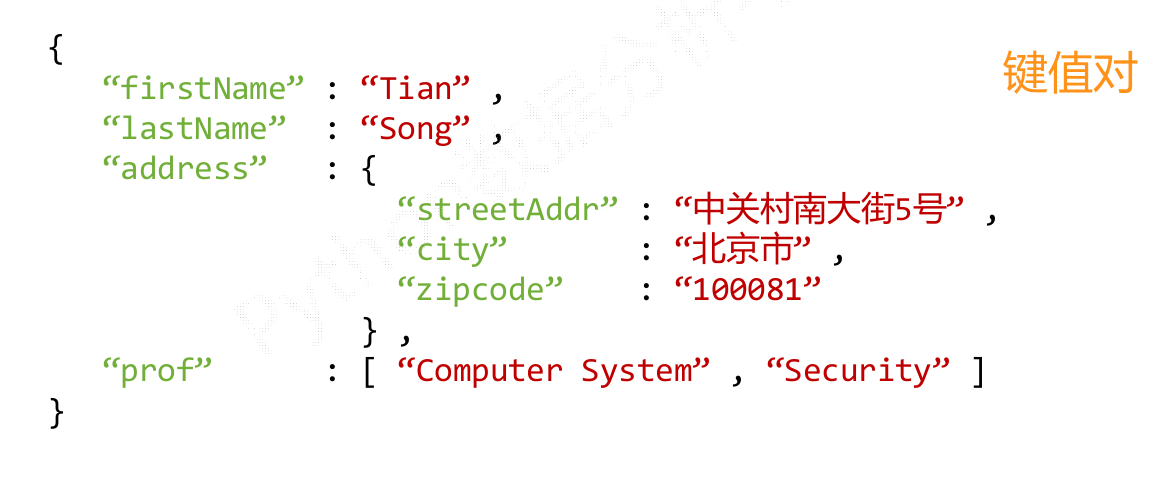 {
“firstName” : “Tian” ,
“lastName” : “Song” ,
“address” : {
“streetAddr” : “中关村南大街5号” ,
“city” : “北京市” ,
“zipcode” : “100081”
} ,
“prof” : [ “Computer System” , “Security” ]
}
键值对
Python数据分析